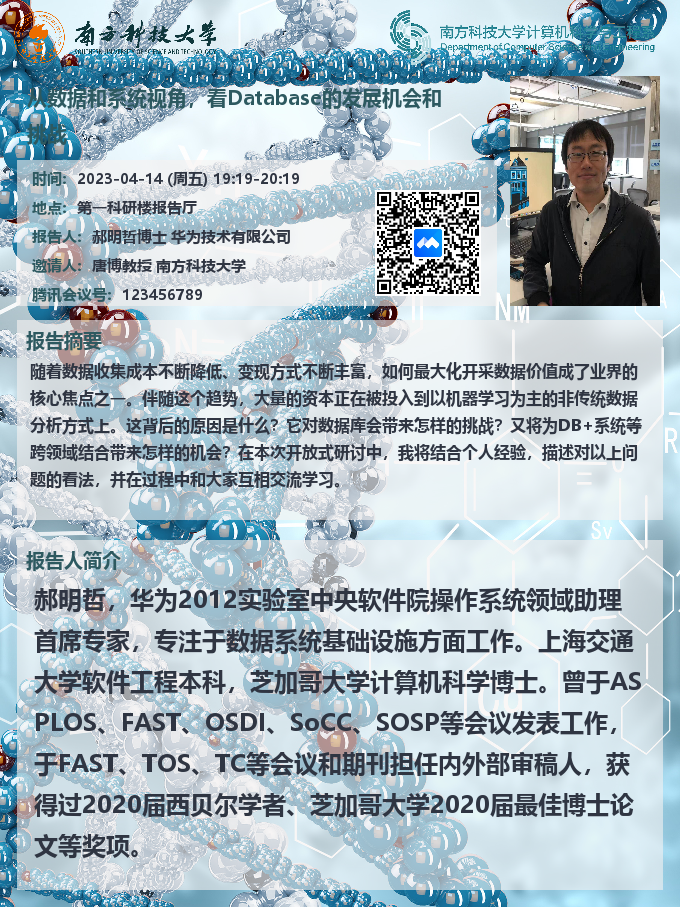 南方科技大学
SOUTHERN UNIVERSITY OF SCIENCE AND TECHNOLOGY
南方科技大学计算机科学与工程系
Department of Computer Science and Engineering
从数据和系统视角，看Database的发展机会和
挑战
时间：2023-04-14 (周五) 19:19-20:19
地点：第一科研楼报告厅
报告人：郝明哲博士 华为技术有限公司
邀请人：唐博教授 南方科技大学
腾讯会议号：123456789
NM
报告摘要
随着数据收集成本不断降低、变现方式不断丰富，如何最大化开采数据价值成了业界的
核心焦点之一。伴随这个趋势，大量的资本正在被投入到以机器学习为主的非传统数据
分析方式上。这背后的原因是什么？它对数据库会带来怎样的挑战？又将为DB+系统等
跨领域结合带来怎样的机会？在本次开放式研讨中，我将结合个人经验，描述对以上问
题的看法，并在过程中和大家互相交流学习。
Sv
报告人简介
郝明哲，华为2012实验室中央软件院操作系统领域助理
首席专家，专注于数据系统基础设施方面工作。上海交通
大学软件工程本科，芝加哥大学计算机科学博士。曾于AS
PLOS、FAST、OSDI、SoCC、SOSP等会议发表工作，
于FAST、TOS、TC等会议和期刊担任内外部审稿人，获
得过2020届西贝尔学者、芝加哥大学2020届最佳博士论
文等奖项。